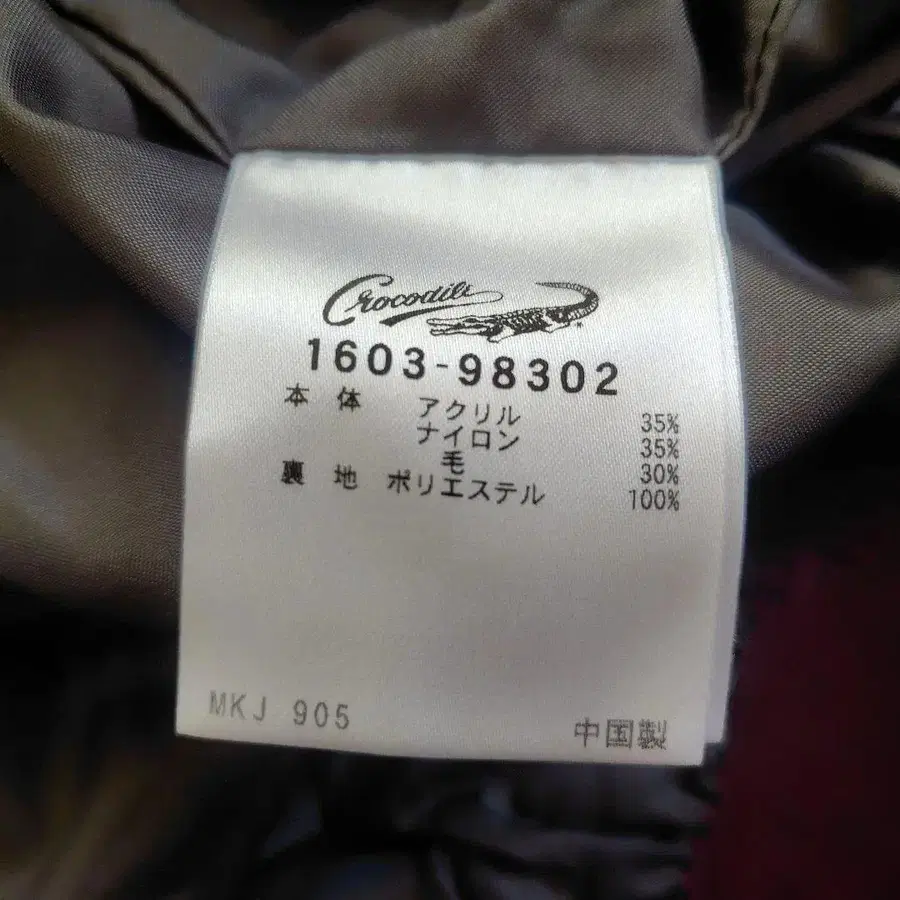 Crocodile
1603-98302
本体 アクリル 35%
ナイロン 35%
毛 30%
裏地 ポリエステル 100%
MKJ 905
中国製